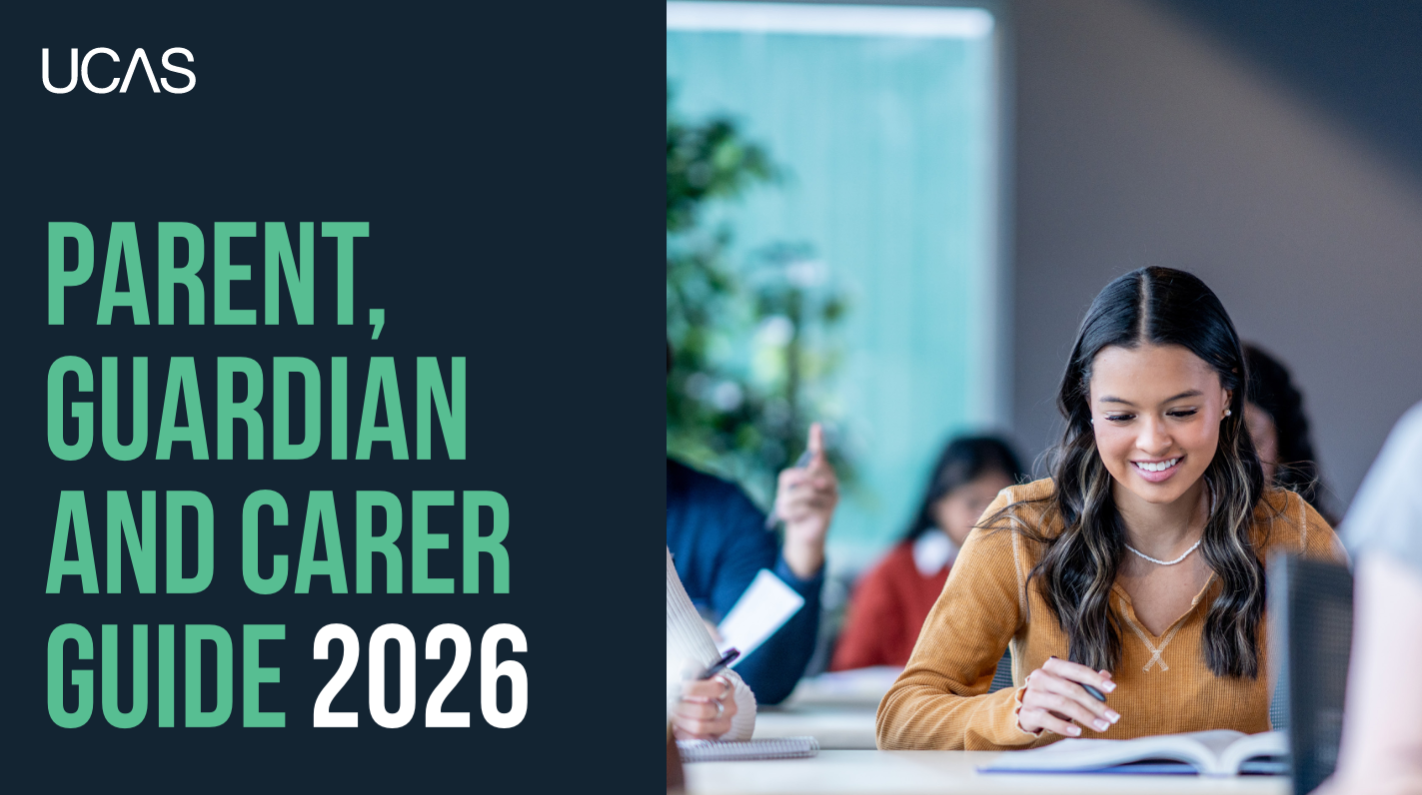 UCAS
PARENT,
GUARDIAN
AND CARER
GUIDE 2026